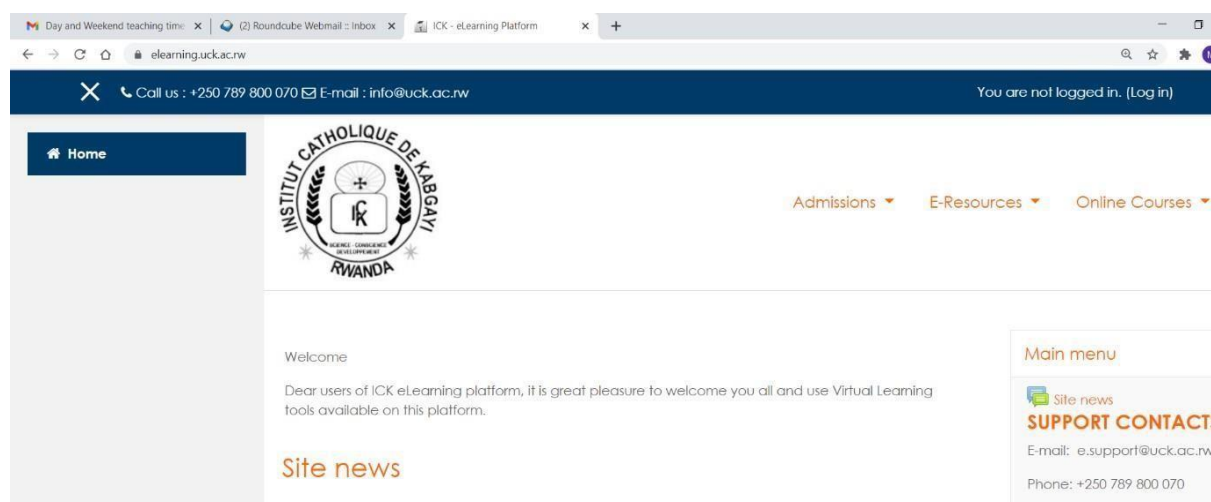 Day and Weekend teaching time
(2) Roundcube Webmail :: Inbox
ICK - eLearning Platform
elearning.uck.ac.rw
Call us : +250 789 800 070 E-mail : info@uck.ac.rw
You are not logged in. (Log in)
Home
INSTITUT CATHOLIQUE DE KABGAYI
ICK
SCIENCE - CONSCIENCE
DEVELOPPEMENT
RWANDA
Admissions E-Resources Online Courses
Welcome
Dear users of ICK eLearning platform, it is great pleasure to welcome you all and use Virtual Learning
tools available on this platform.
Site news
Main menu
Site news
SUPPORT CONTACT
E-mail: e.support@uck.ac.rw
Phone: +250 789 800 070